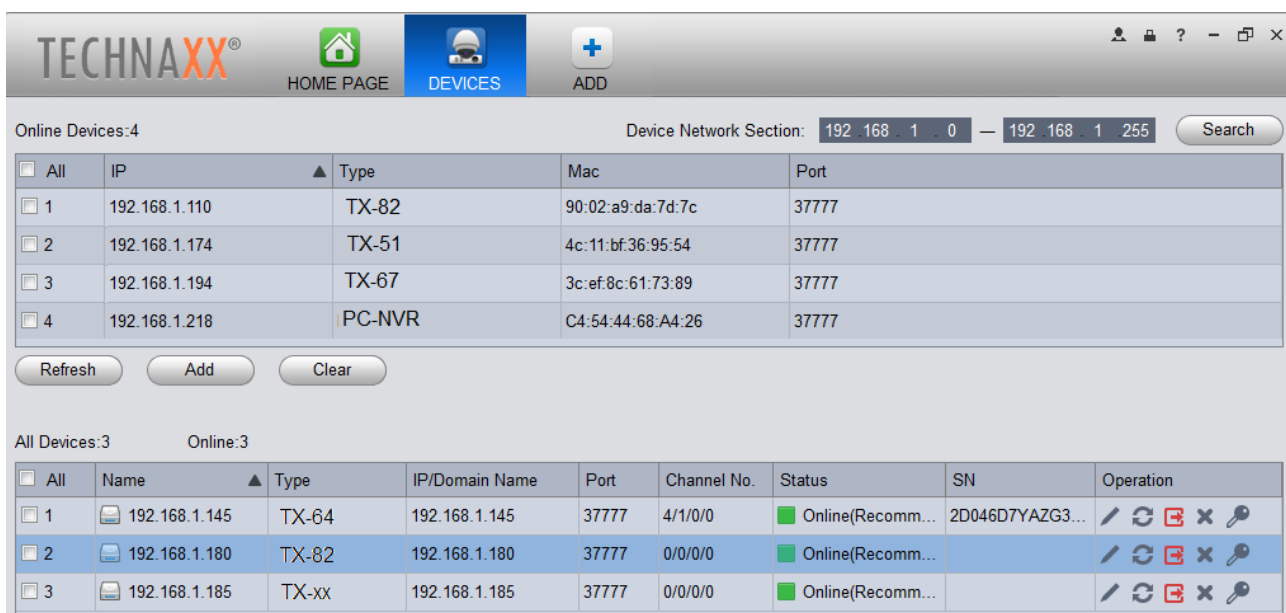 TECHNAXX®
HOME PAGE DEVICES ADD ?
Online Devices:4 Device Network Section: 192 .168 . 1 . 0 — 192 .168 . 1 .255 Search
All IP Type Mac Port
1 192.168.1.110 TX-82 90:02:a9:da:7d:7c 37777
2 192.168.1.174 TX-51 4c:11:bf:36:95:54 37777
3 192.168.1.194 TX-67 3c:ef:8c:61:73:89 37777
4 192.168.1.218 PC-NVR C4:54:44:68:A4:26 37777
Refresh Add Clear
All Devices:3 Online:3
All Name Type IP/Domain Name Port Channel No. Status SN Operation
1 192.168.1.145 TX-64 192.168.1.145 37777 4/1/0/0 Online(Recomm... 2D046D7YAZG3...
2 192.168.1.180 TX-82 192.168.1.180 37777 0/0/0/0 Online(Recomm...
3 192.168.1.185 TX-xx 192.168.1.185 37777 0/0/0/0 Online(Recomm...